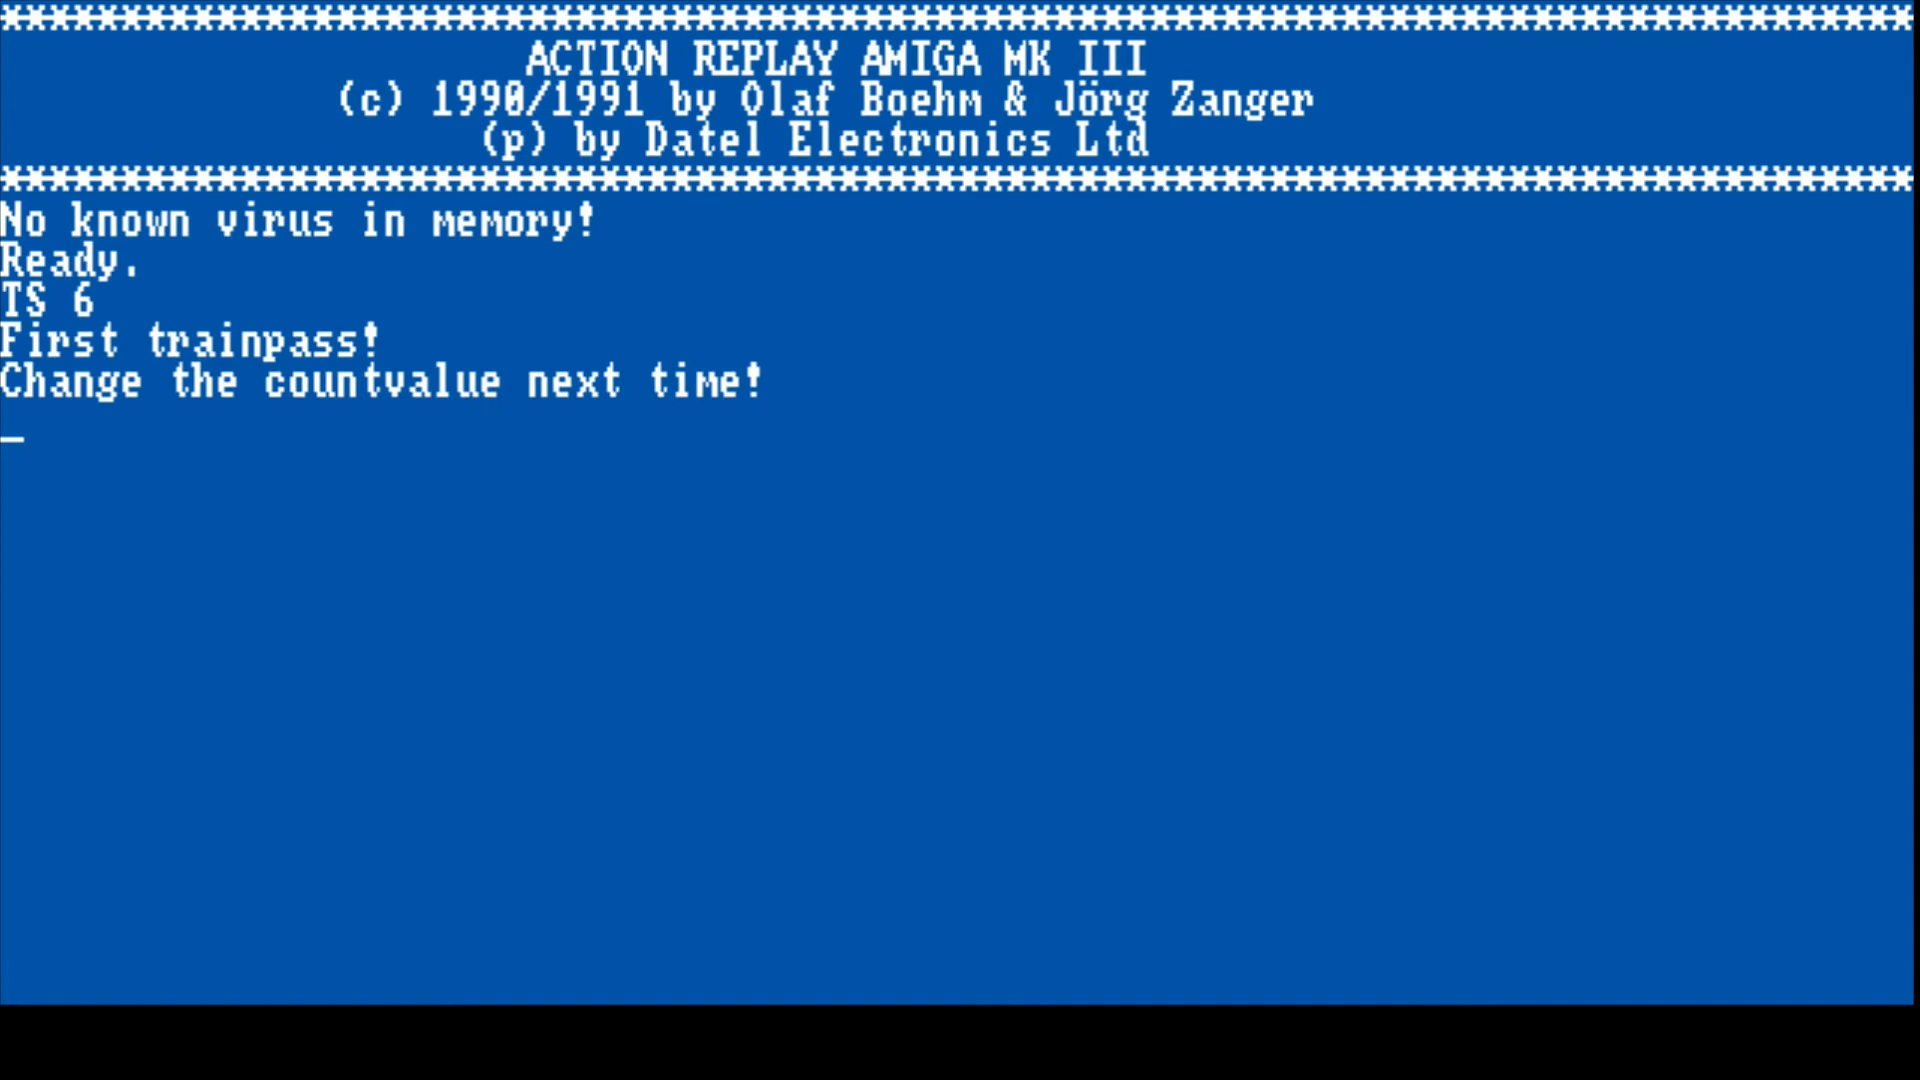 ********************************************************************************
ACTION REPLAY AMIGA MK III
(c) 1990/1991 by Olaf Boehm & Jörg Zanger
(p) by Datel Electronics Ltd
********************************************************************************
No known virus in memory!
Ready.
TS 6
First trainpass!
Change the countvalue next time!
_